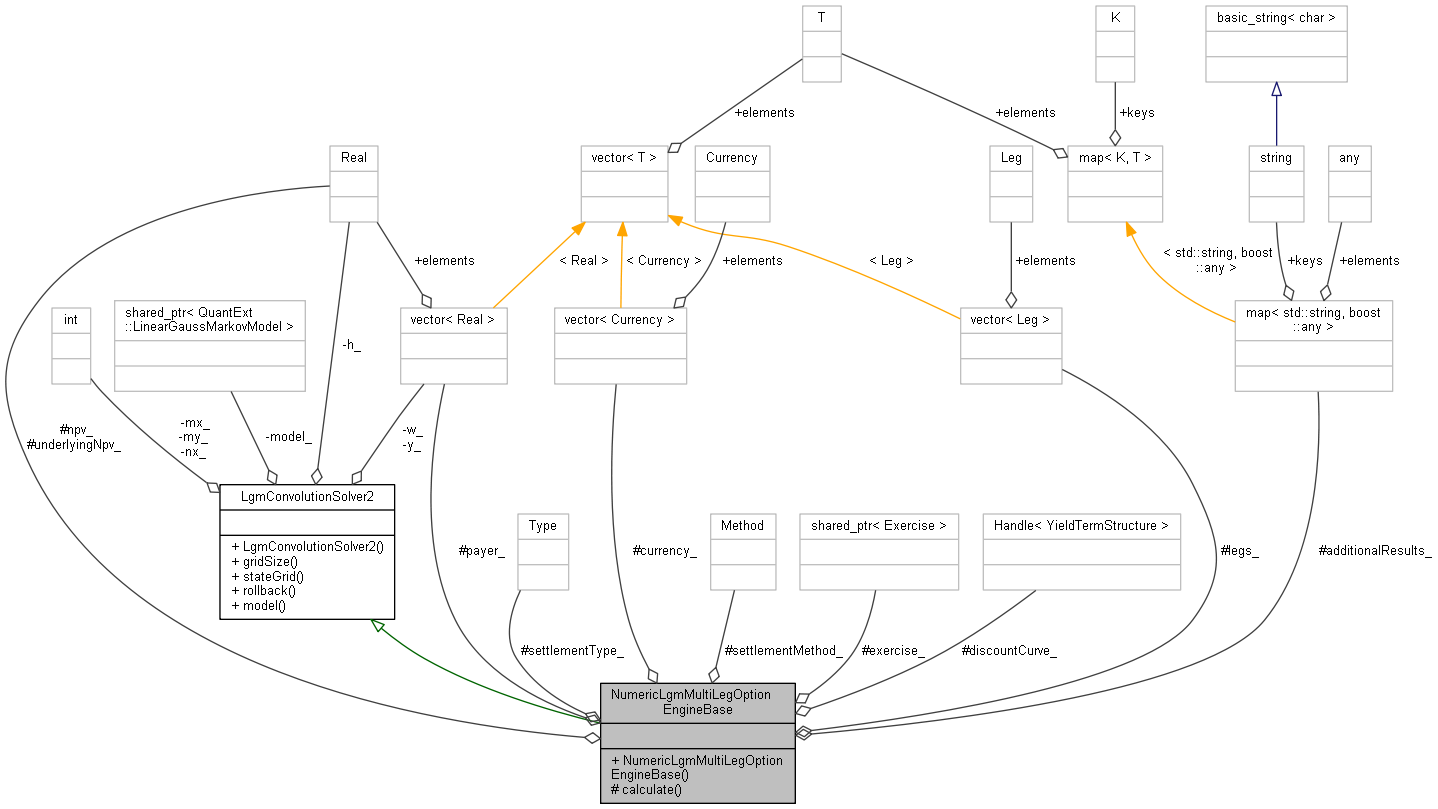 T
K
basic_string< char >
+elements
+elements
+keys
Real
vector< T >
Currency
Leg
map< K, T >
string
any
+elements
< Real >
< Currency >
+elements
< Leg >
+elements
< std::string, boost
::any >
+keys
+elements
int
shared_ptr< QuantExt
::LinearGaussMarkovModel >
-h_
vector< Real >
vector< Currency >
vector< Leg >
map< std::string, boost
::any >
#npv_
#underlyingNpv_
-mx_
-my_
-nx_
-model_
-w_
-y_
LgmConvolutionSolver2
+ LgmConvolutionSolver2()
+ gridSize()
+ stateGrid()
+ rollback()
+ model()
Type
Method
shared_ptr< Exercise >
Handle< YieldTermStructure >
#payer_
#currency_
#legs_
#additionalResults_
#settlementType_
#settlementMethod_
#exercise_
#discountCurve_
NumericLgmMultiLegOption
EngineBase
+ NumericLgmMultiLegOption
EngineBase()
# calculate()